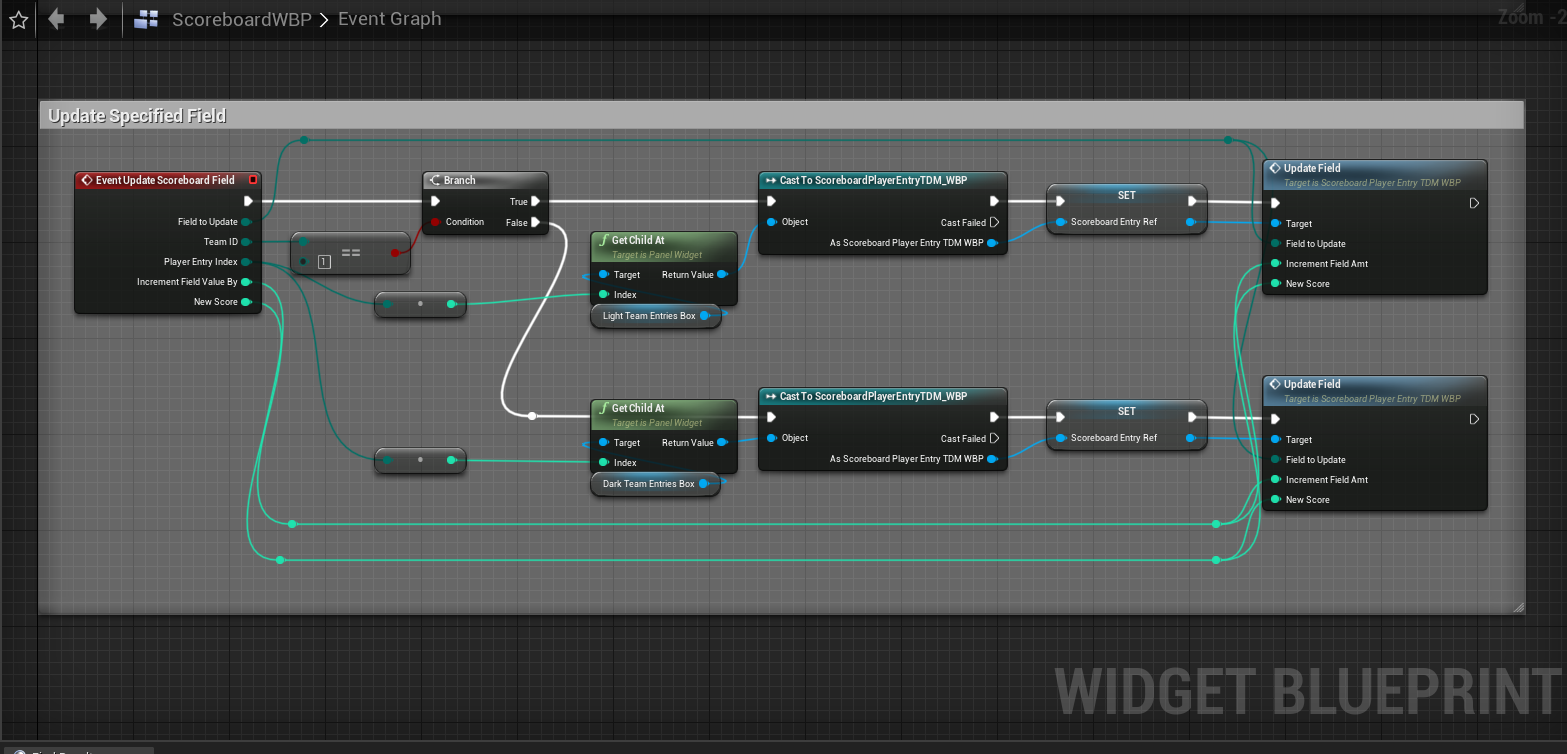 ScoreboardWBP > Event Graph
Zoom -2
Update Specified Field
Event Update Scoreboard Field
Field to Update
Team ID
Player Entry Index
Increment Field Value By
New Score
==
1
Branch
True
Condition
False
Get Child At
Target is Panel Widget
Target
Return Value
Index
Light Team Entries Box
Cast To ScoreboardPlayerEntryTDM_WBP
Object
Cast Failed
As Scoreboard Player Entry TDM WBP
SET
Scoreboard Entry Ref
Update Field
Target is Scoreboard Player Entry TDM WBP
Target
Field to Update
Increment Field Amt
New Score
Get Child At
Target is Panel Widget
Target
Return Value
Index
Dark Team Entries Box
Cast To ScoreboardPlayerEntryTDM_WBP
Object
Cast Failed
As Scoreboard Player Entry TDM WBP
SET
Scoreboard Entry Ref
Update Field
Target is Scoreboard Player Entry TDM WBP
Target
Field to Update
Increment Field Amt
New Score
WIDGET BLUEPRINT